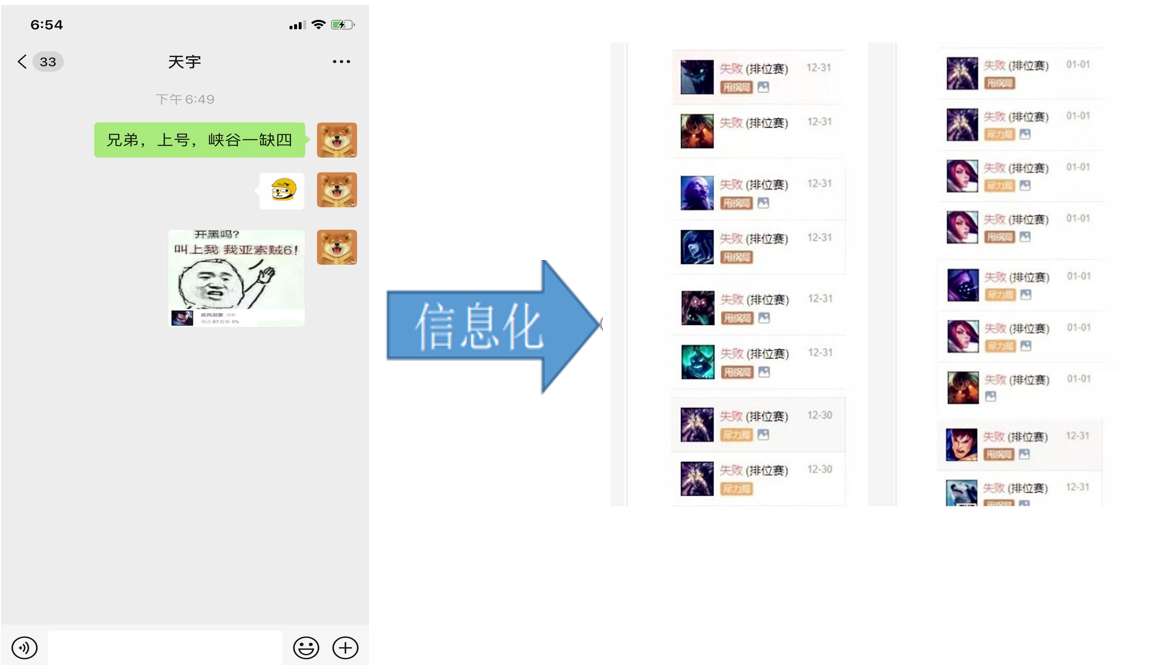 6:54
33
天宇
下午 6:49
兄弟，上号，峡谷一缺四
开黑吗?
叫上我 我亚索贼6!
信息化
失败 (排位赛) 12-31
甩锅局
失败 (排位赛) 12-31
失败 (排位赛) 12-31
甩锅局
失败 (排位赛) 12-31
甩锅局
失败 (排位赛) 12-31
甩锅局
失败 (排位赛) 12-31
甩锅局
失败 (排位赛) 12-30
尽力局
失败 (排位赛) 12-30
尽力局
失败 (排位赛) 01-01
甩锅局
失败 (排位赛) 01-01
尽力局
失败 (排位赛) 01-01
尽力局
失败 (排位赛) 01-01
甩锅局
失败 (排位赛) 01-01
尽力局
失败 (排位赛) 01-01
尽力局
失败 (排位赛) 01-01
失败 (排位赛) 12-31
甩锅局
失败 (排位赛) 12-31